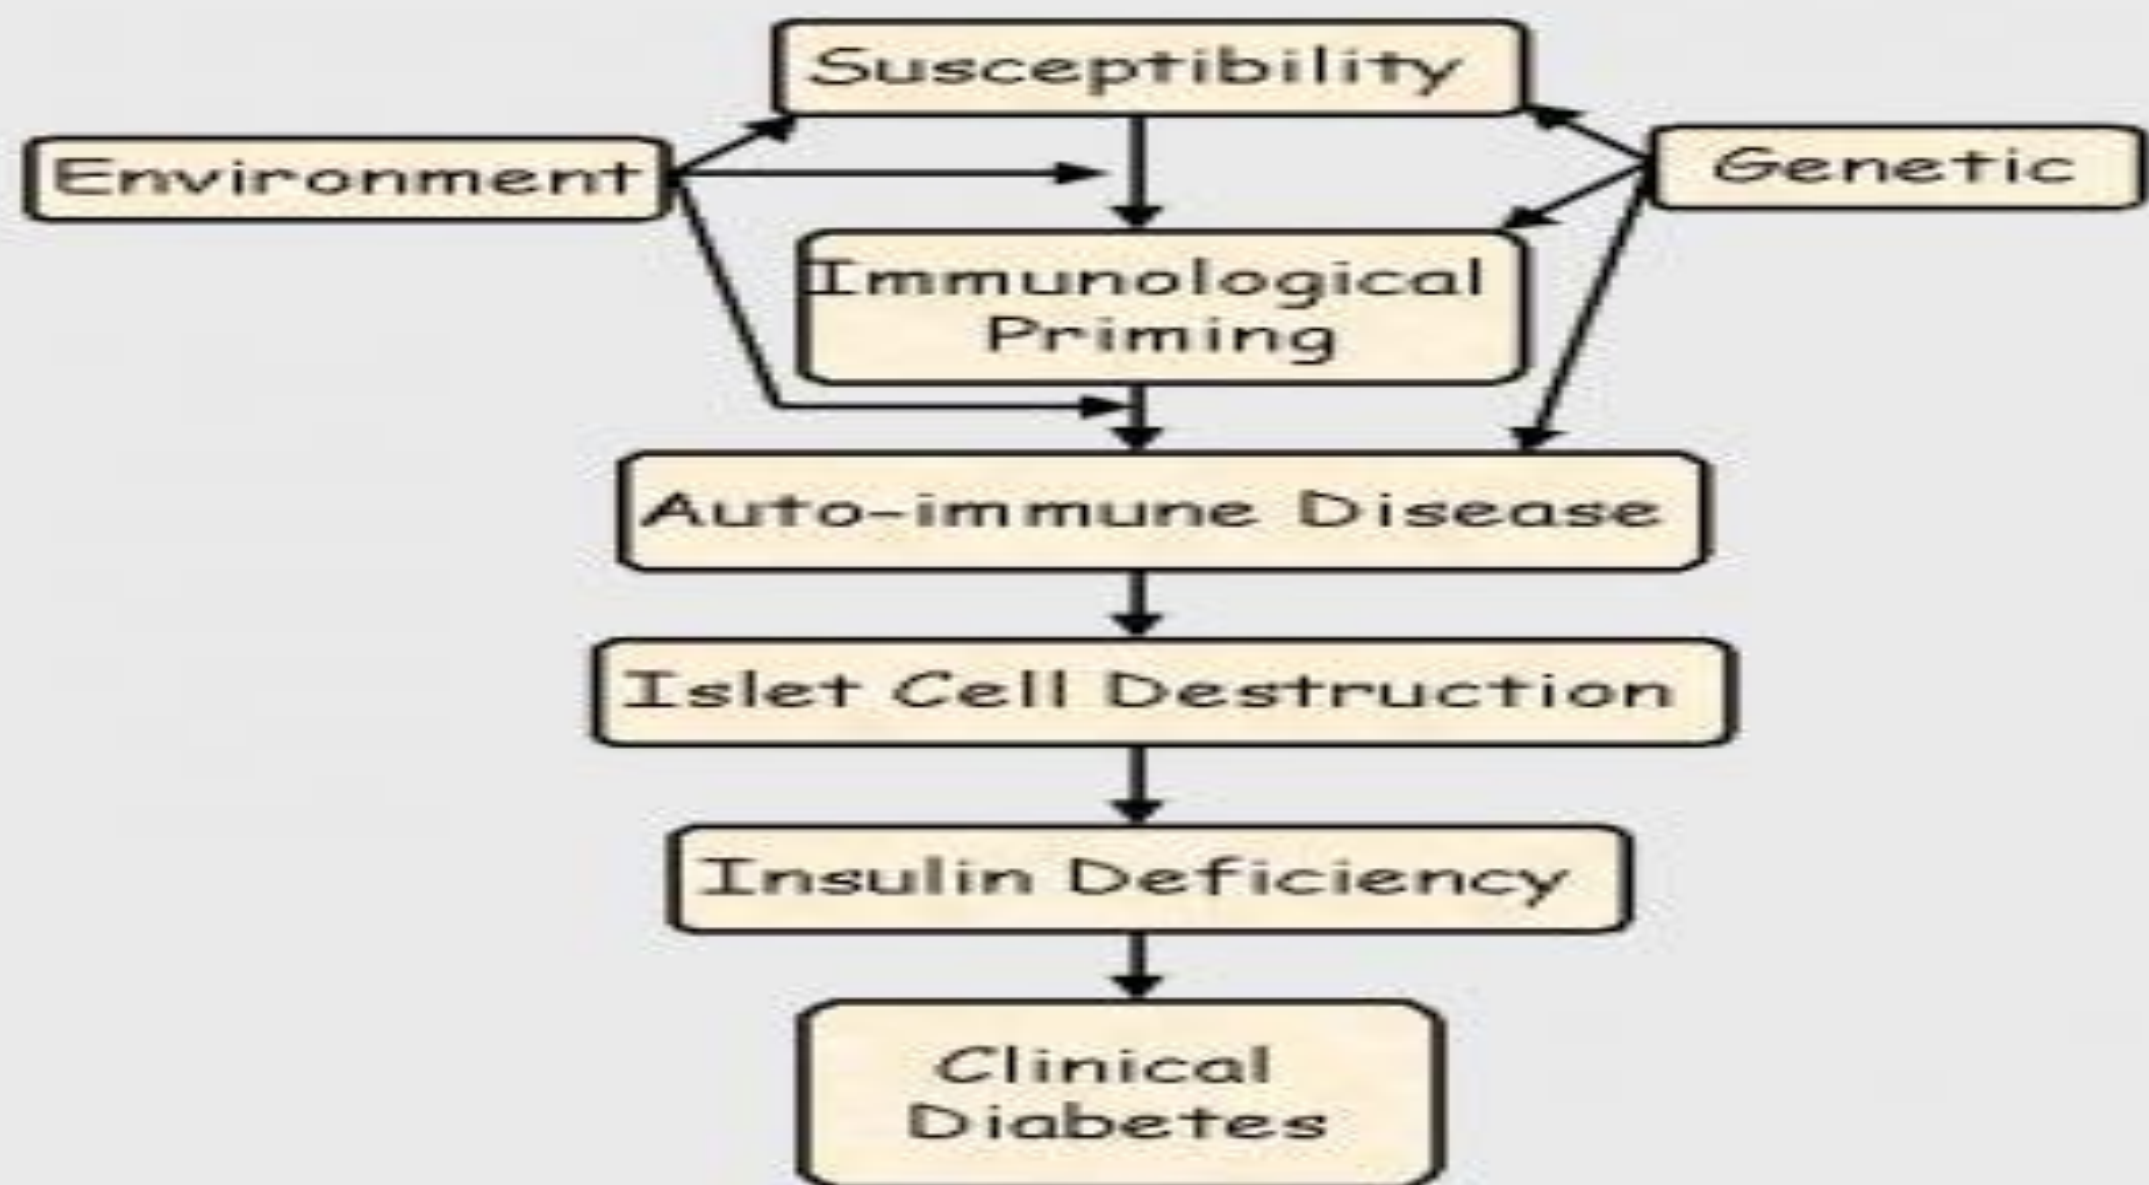 Susceptibility
Environment
Genetic
Immunological
Priming
Auto-immune Disease
Islet Cell Destruction
Insulin Deficiency
Clinical
Diabetes